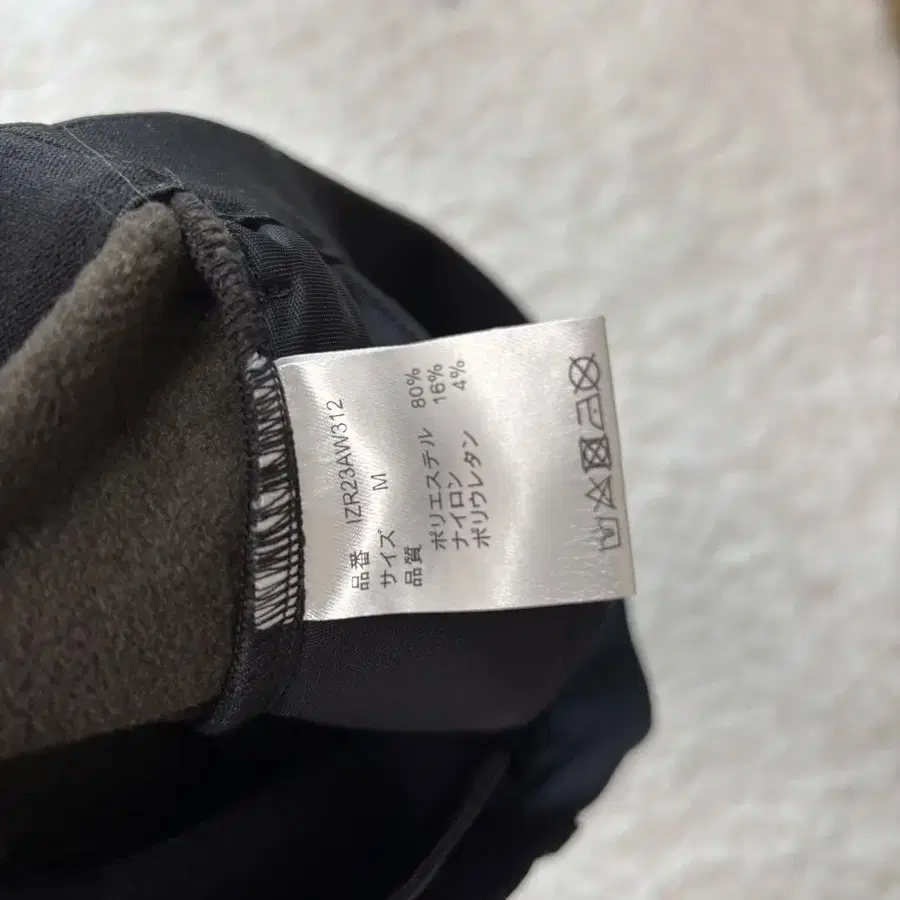 品番 IZR23AW312
サイズ M
品質
ポリエステル 80%
ナイロン 16%
ポリウレタン 4%